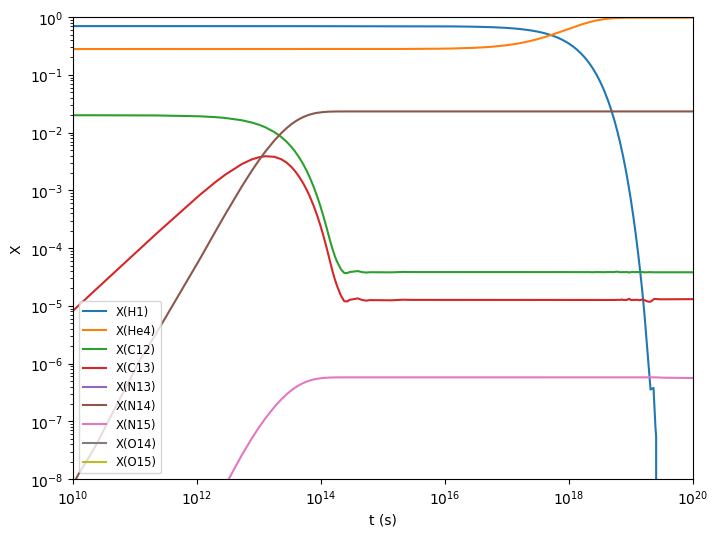 10⁰
10⁻¹
10⁻²
10⁻³
10⁻⁴
10⁻⁵
10⁻⁶
10⁻⁷
10⁻⁸
X
X(H1)
X(He4)
X(C12)
X(C13)
X(N13)
X(N14)
X(N15)
X(O14)
X(O15)
10¹⁰ 10¹² 10¹⁴ 10¹⁶ 10¹⁸ 10²⁰
t (s)